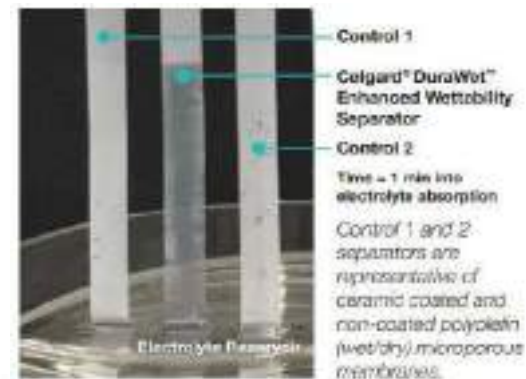 Control 1
Celgard® DuraWet™
Enhanced Wettability
Separator
Control 2
Time = 1 min into
electrolyte absorption
Control 1 and 2
separators are
representative of
ceramic coated and
non-coated polyolefin
(wet/dry) microporous
membranes.
Electrolyte Reservoir